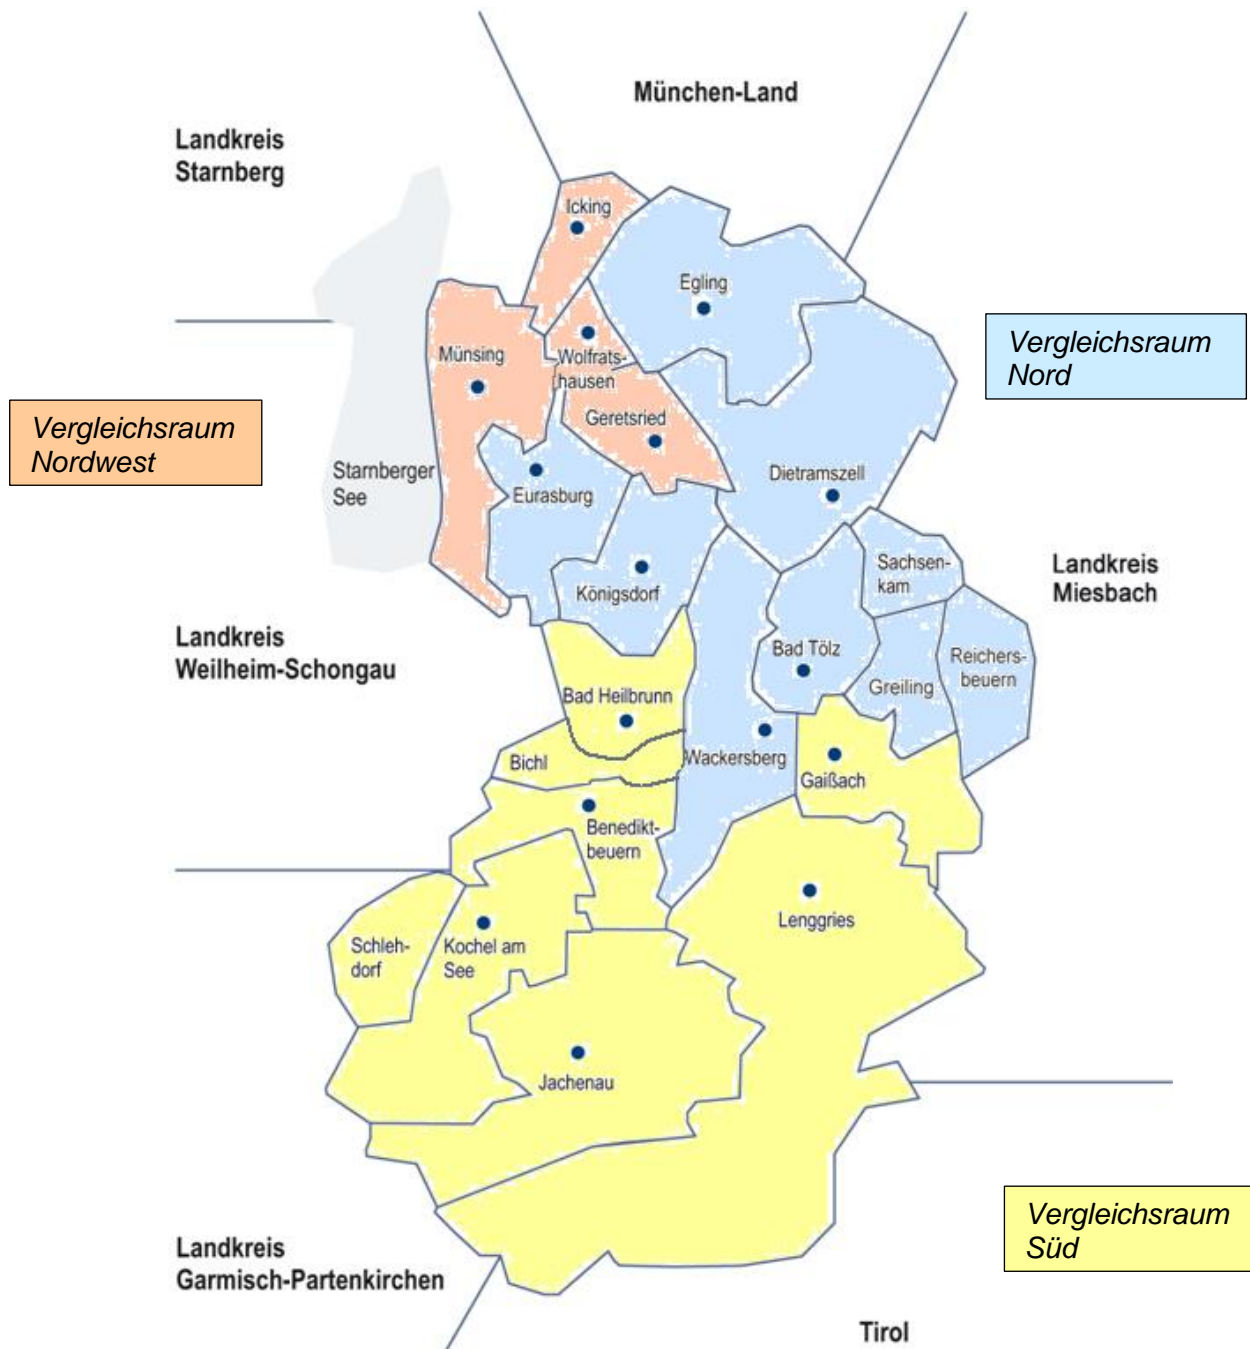 München-Land
Landkreis
Starnberg
Icking
Egling
Vergleichsraum
Nord
Münsing
Wolfrats-
hausen
Geretsried
Vergleichsraum
Nordwest
Starnberger
See
Eurasburg
Dietramszell
Königsdorf
Sachsen-
kam
Landkreis
Miesbach
Landkreis
Weilheim-Schongau
Bad Tölz
Reichers-
beuern
Greiling
Bad Heilbrunn
Bichl
Wackersberg
Gaißach
Benedikt-
beuern
Lenggries
Schleh-
dorf
Kochel am
See
Jachenau
Vergleichsraum
Süd
Landkreis
Garmisch-Partenkirchen
Tirol